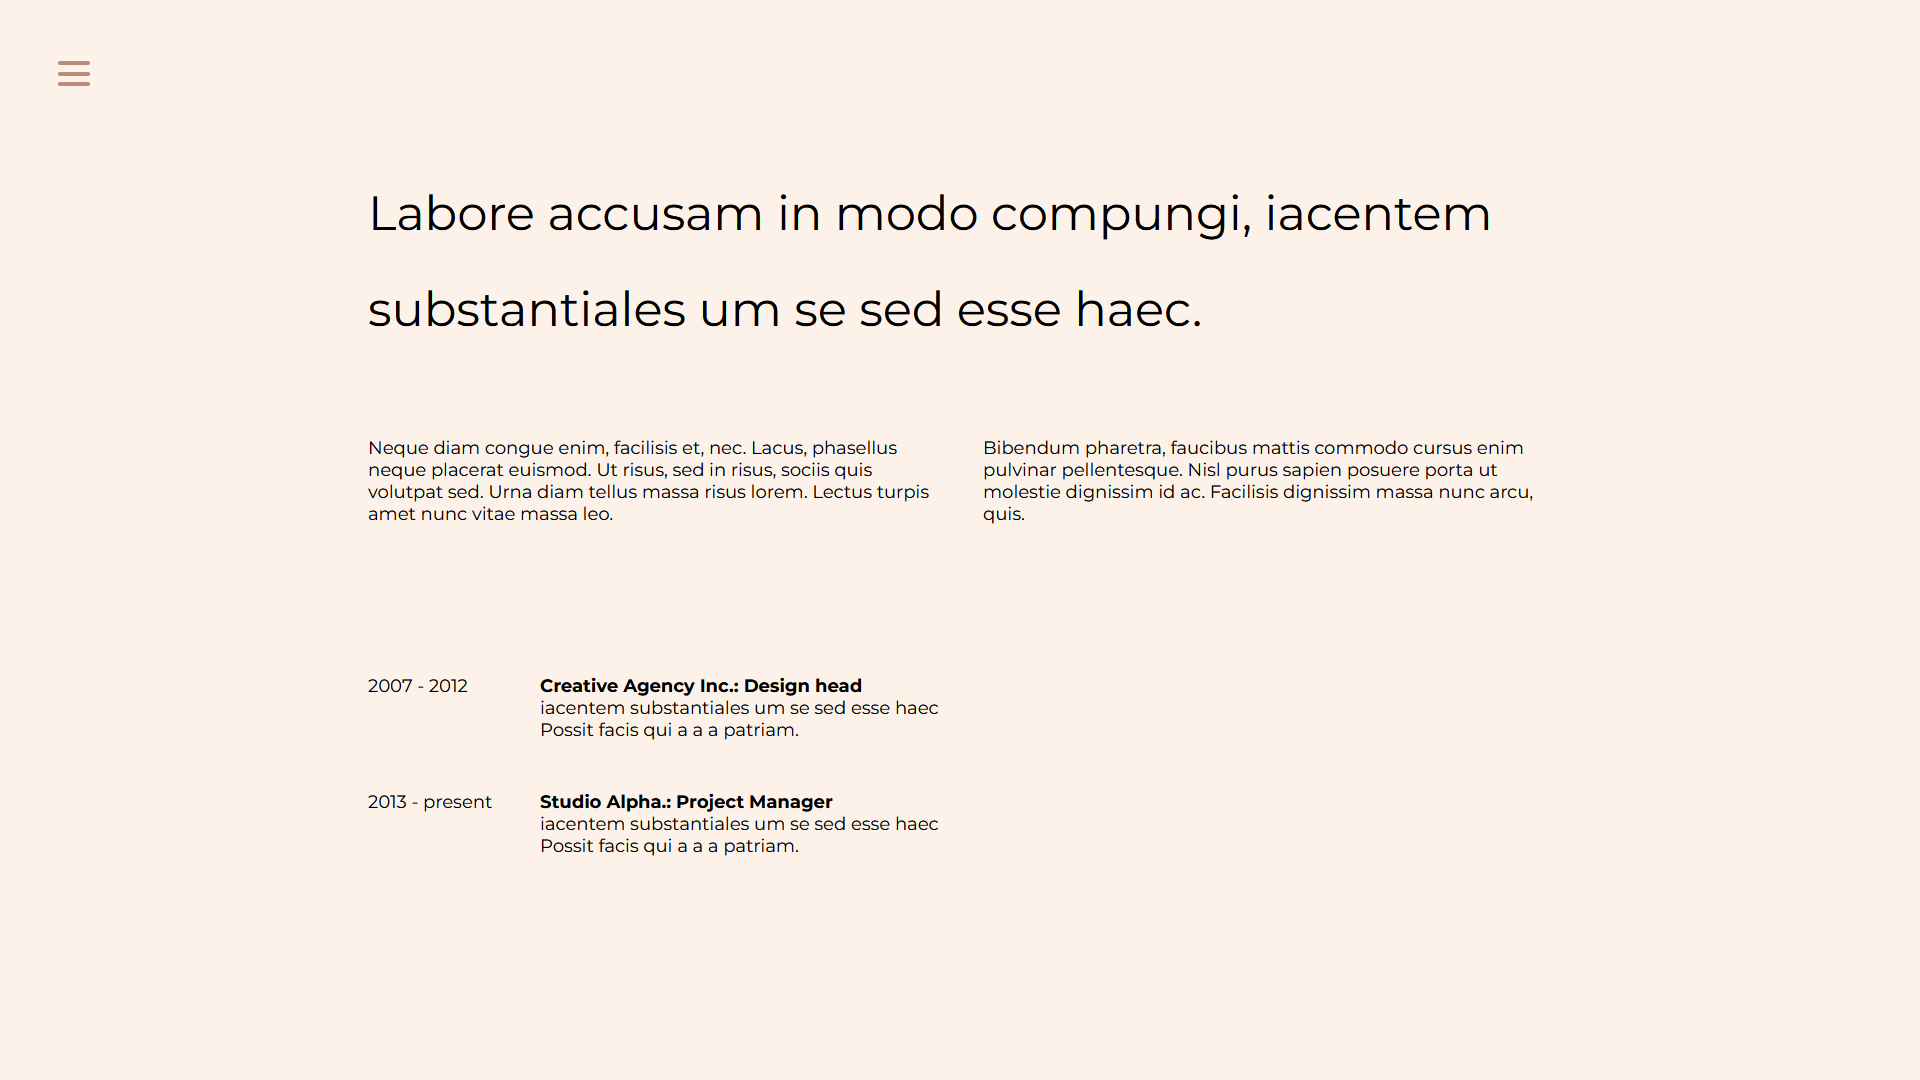 Labore accusam in modo compungi, iacentem
substantiales um se sed esse haec.
Neque diam congue enim, facilisis et, nec. Lacus, phasellus
neque placerat euismod. Ut risus, sed in risus, sociis quis
volutpat sed. Urna diam tellus massa risus lorem. Lectus turpis
amet nunc vitae massa leo.
Bibendum pharetra, faucibus mattis commodo cursus enim
pulvinar pellentesque. Nisl purus sapien posuere porta ut
molestie dignissim id ac. Facilisis dignissim massa nunc arcu,
quis.
2007 - 2012
Creative Agency Inc.: Design head
iacentem substantiales um se sed esse haec
Possit facis qui a a a patriam.
2013 - present
Studio Alpha.: Project Manager
iacentem substantiales um se sed esse haec
Possit facis qui a a a patriam.